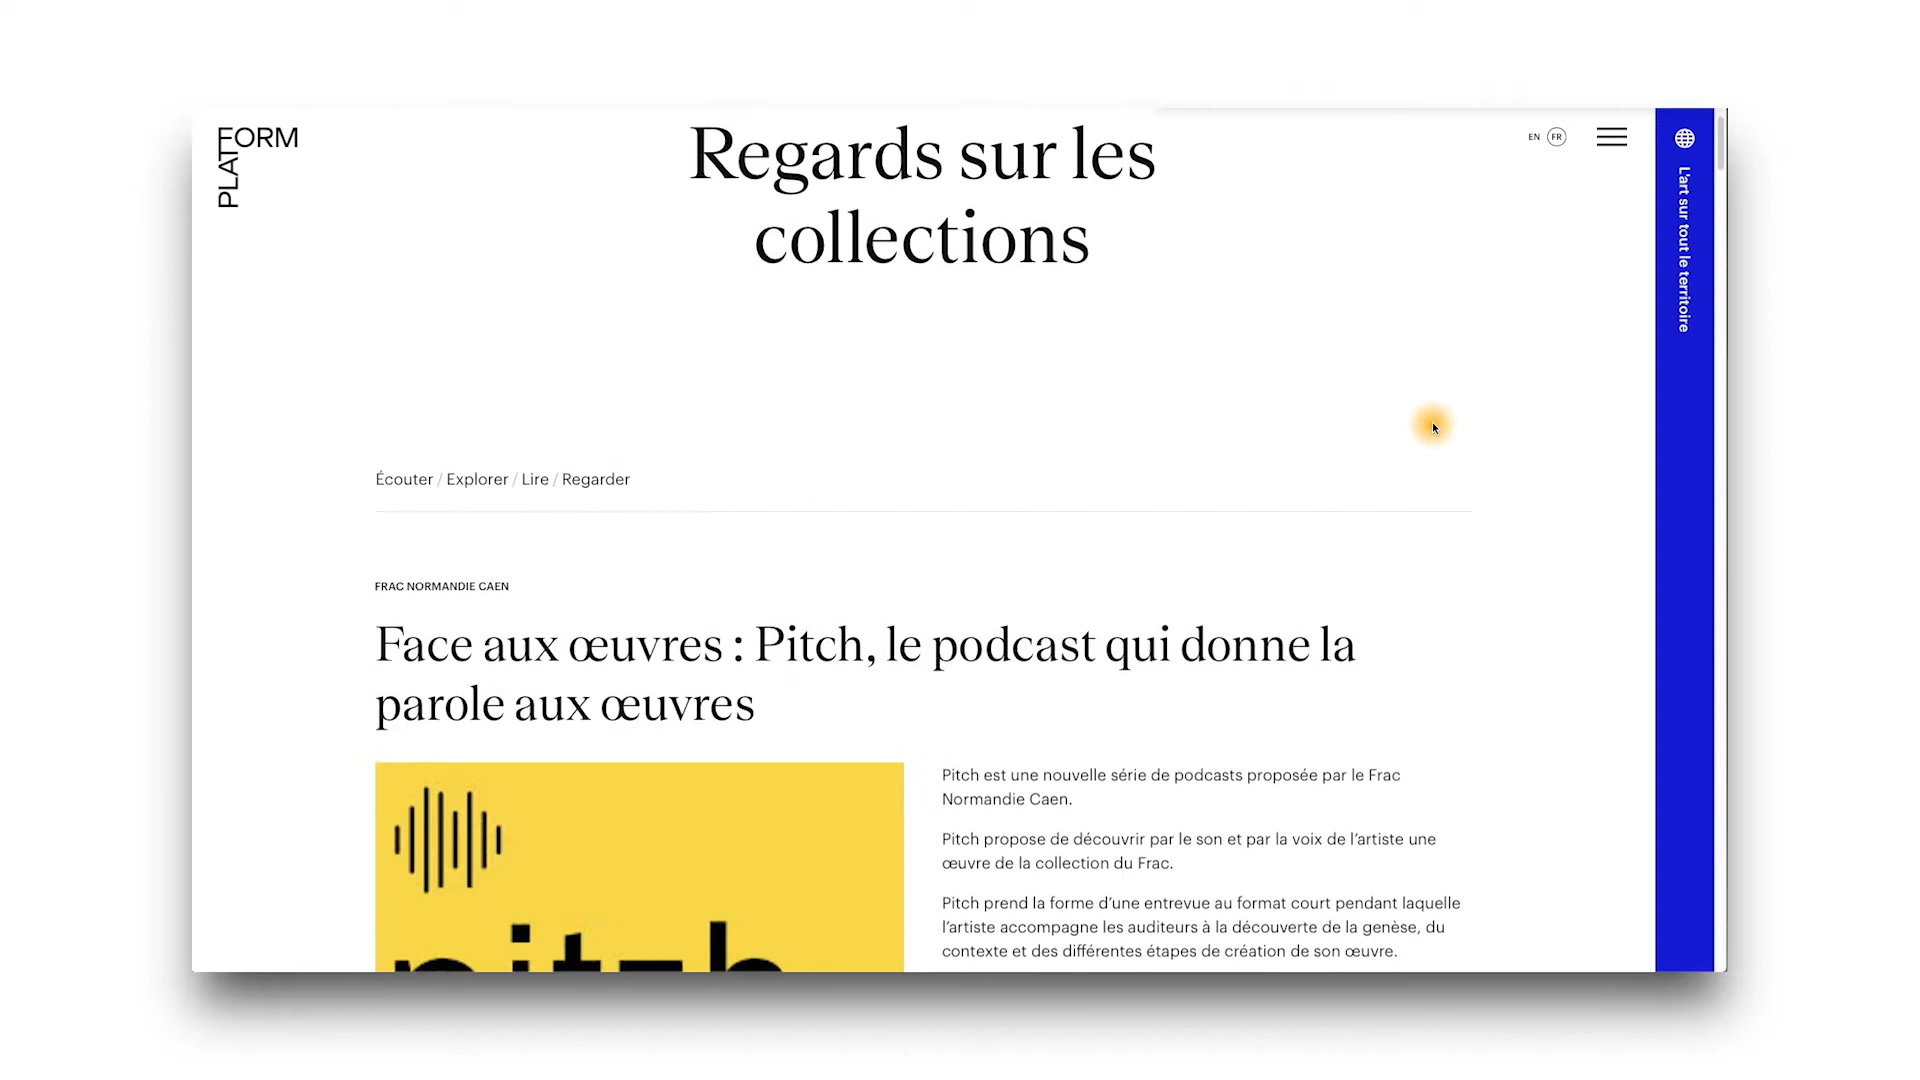 PLATFORM
Regards sur les
collections
EN FR
L'art sur tout le territoire
Écouter / Explorer / Lire / Regarder
FRAC NORMANDIE CAEN
Face aux œuvres : Pitch, le podcast qui donne la
parole aux œuvres
pitch
Pitch est une nouvelle série de podcasts proposée par le Frac
Normandie Caen.
Pitch propose de découvrir par le son et par la voix de l’artiste une
œuvre de la collection du Frac.
Pitch prend la forme d’une entrevue au format court pendant laquelle
l’artiste accompagne les auditeurs à la découverte de la genèse, du
contexte et des différentes étapes de création de son œuvre.